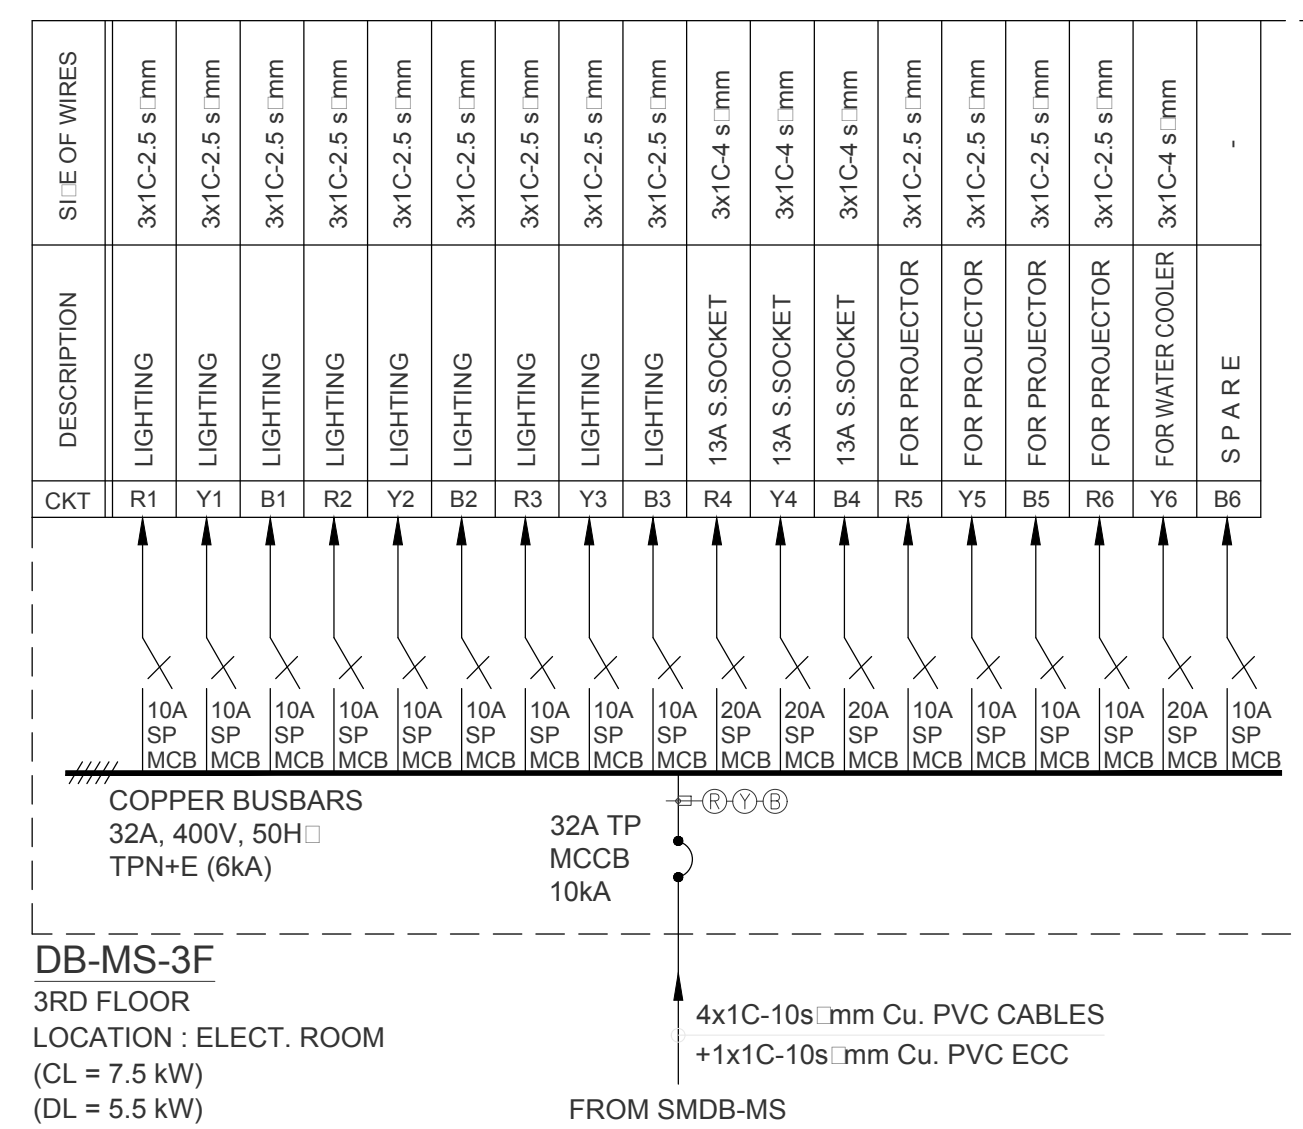 SI□E OF WIRES 3x1C-2.5 s□mm 3x1C-2.5 s□mm 3x1C-2.5 s□mm 3x1C-2.5 s□mm 3x1C-2.5 s□mm 3x1C-2.5 s□mm 3x1C-2.5 s□mm 3x1C-2.5 s□mm 3x1C-2.5 s□mm 3x1C-4 s□mm 3x1C-4 s□mm 3x1C-4 s□mm 3x1C-2.5 s□mm 3x1C-2.5 s□mm 3x1C-2.5 s□mm 3x1C-2.5 s□mm 3x1C-4 s□mm -
DESCRIPTION LIGHTING LIGHTING LIGHTING LIGHTING LIGHTING LIGHTING LIGHTING LIGHTING LIGHTING 13A S.SOCKET 13A S.SOCKET 13A S.SOCKET FOR PROJECTOR FOR PROJECTOR FOR PROJECTOR FOR PROJECTOR FOR WATER COOLER S P A R E
CKT R1 Y1 B1 R2 Y2 B2 R3 Y3 B3 R4 Y4 B4 R5 Y5 B5 R6 Y6 B6
10A 10A 10A 10A 10A 10A 10A 10A 10A 20A 20A 20A 10A 10A 10A 10A 20A 10A
SP SP SP SP SP SP SP SP SP SP SP SP SP SP SP SP SP SP
MCB MCB MCB MCB MCB MCB MCB MCB MCB MCB MCB MCB MCB MCB MCB MCB MCB MCB
COPPER BUSBARS
32A, 400V, 50H□
TPN+E (6kA)
R Y B
32A TP
MCCB
10kA
DB-MS-3F
3RD FLOOR
LOCATION : ELECT. ROOM
(CL = 7.5 kW)
(DL = 5.5 kW)
4x1C-10s□mm Cu. PVC CABLES
+1x1C-10s□mm Cu. PVC ECC
FROM SMDB-MS